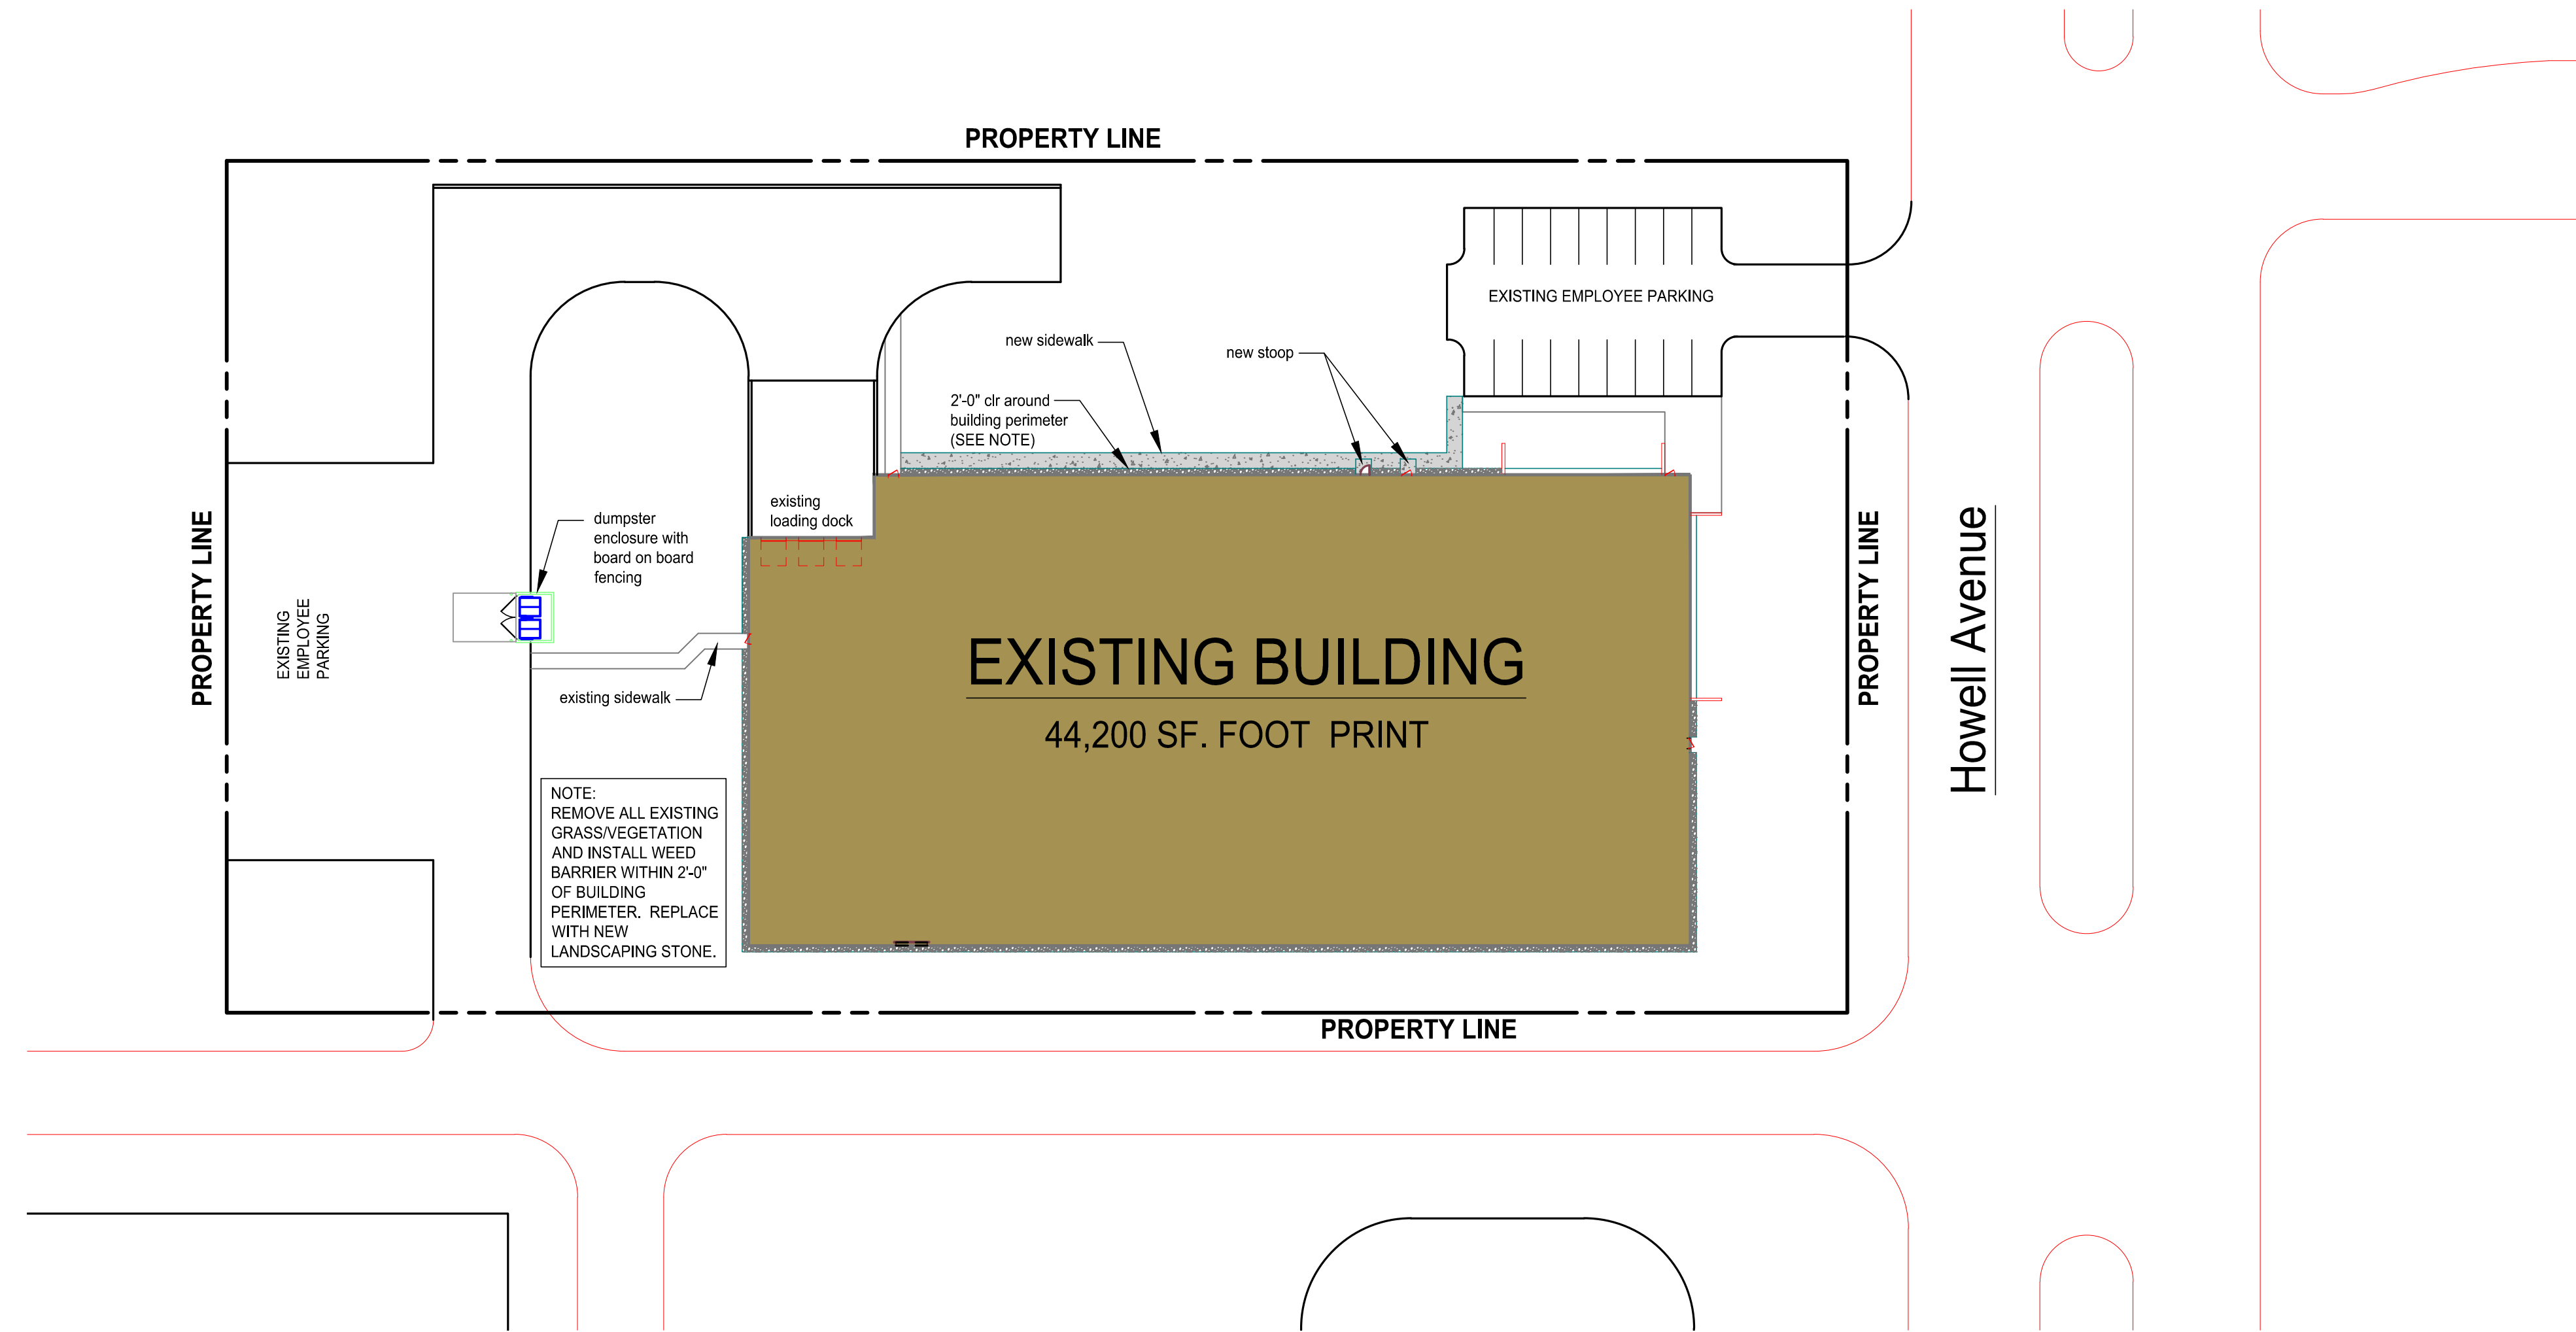 PROPERTY LINE
EXISTING EMPLOYEE PARKING
new sidewalk
new stoop
2'-0" clr around
building perimeter
(SEE NOTE)
existing
loading dock
dumpster
enclosure with
board on board
fencing
PROPERTY LINE
EXISTING
EMPLOYEE
PARKING
existing sidewalk
EXISTING BUILDING
44,200 SF. FOOT PRINT
PROPERTY LINE
Howell Avenue
NOTE:
REMOVE ALL EXISTING
GRASS/VEGETATION
AND INSTALL WEED
BARRIER WITHIN 2'-0"
OF BUILDING
PERIMETER. REPLACE
WITH NEW
LANDSCAPING STONE.
PROPERTY LINE